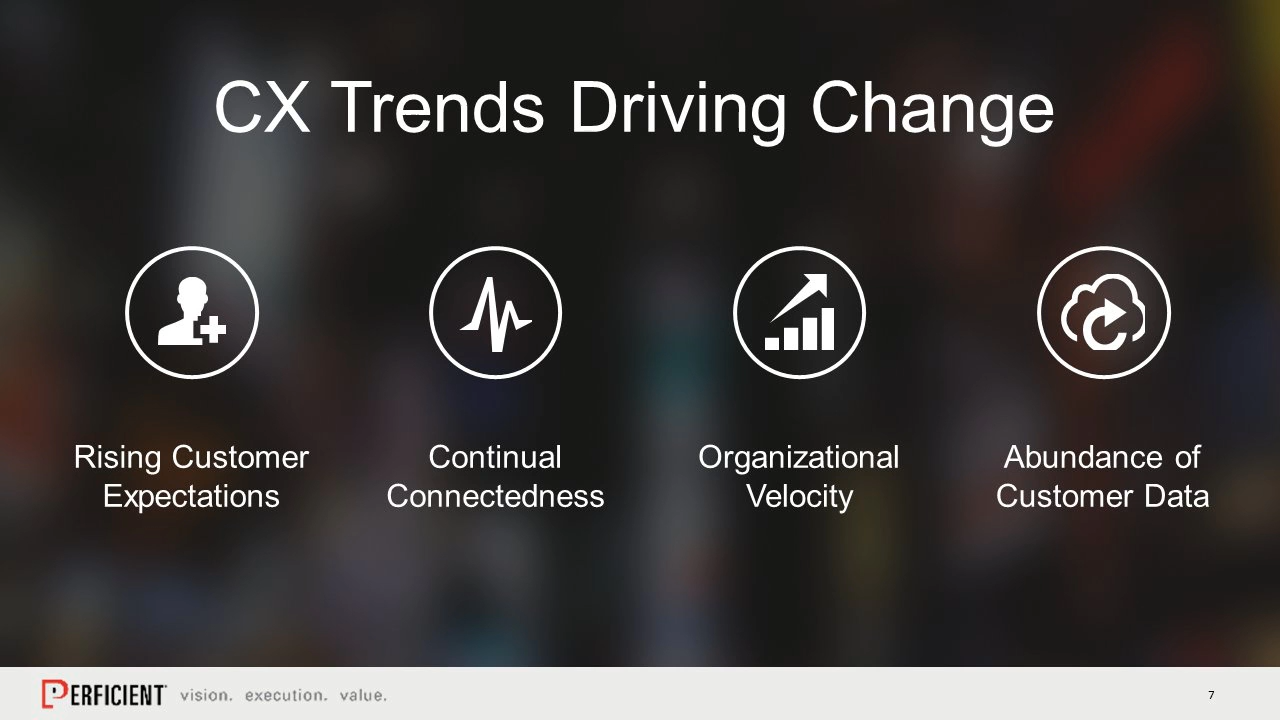 CX Trends Driving Change
Rising Customer
Expectations
Continual
Connectedness
Organizational
Velocity
Abundance of
Customer Data
PERFICIENT vision. execution. value.
7